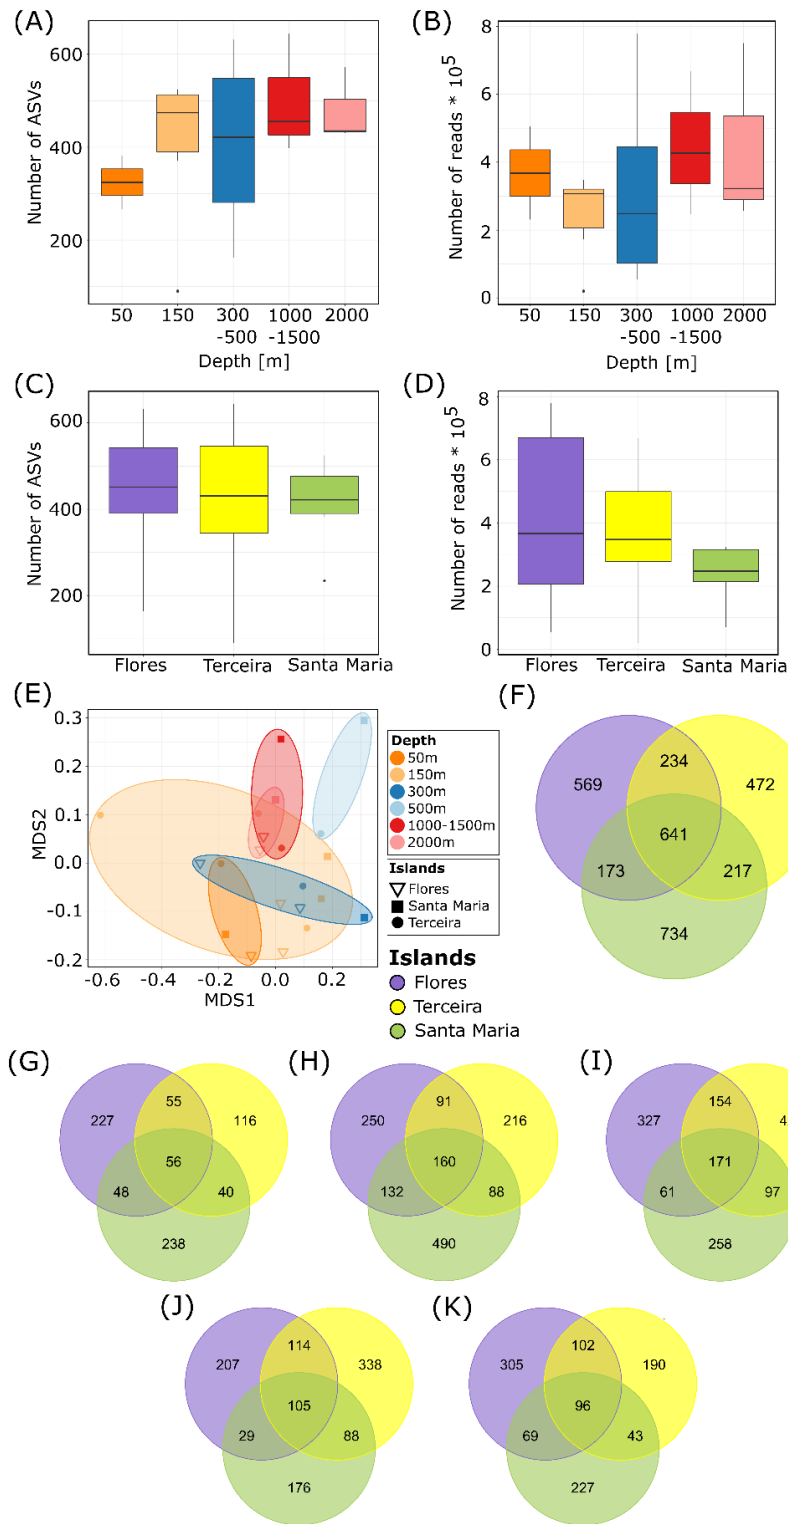 (A)
Number of ASVs
600
400
200
50 150 300 1000 2000
-500 -1500
Depth [m]
(B)
Number of reads * 10⁵
8
6
4
2
0
50 150 300 1000 2000
-500 -1500
Depth [m]
(C)
Number of ASVs
600
400
200
Flores Terceira Santa Maria
(D)
Number of reads * 10⁵
8
6
4
2
0
Flores Terceira Santa Maria
(E)
MDS2
0.3
0.2
0.1
0.0
-0.1
-0.2
-0.6 -0.4 -0.2 0.0 0.2
MDS1
Depth
50m
150m
300m
500m
1000-1500m
2000m
Islands
Flores
Santa Maria
Terceira
Islands
Flores
Terceira
Santa Maria
(F)
234
569 472
641
173 217
734
(G)
55
227 116
56
48 40
238
(H)
91
250 216
160
132 88
490
(I)
154
327 4
171
61 97
258
(J)
114
207 338
105
29 88
176
(K)
102
305 190
96
69 43
227